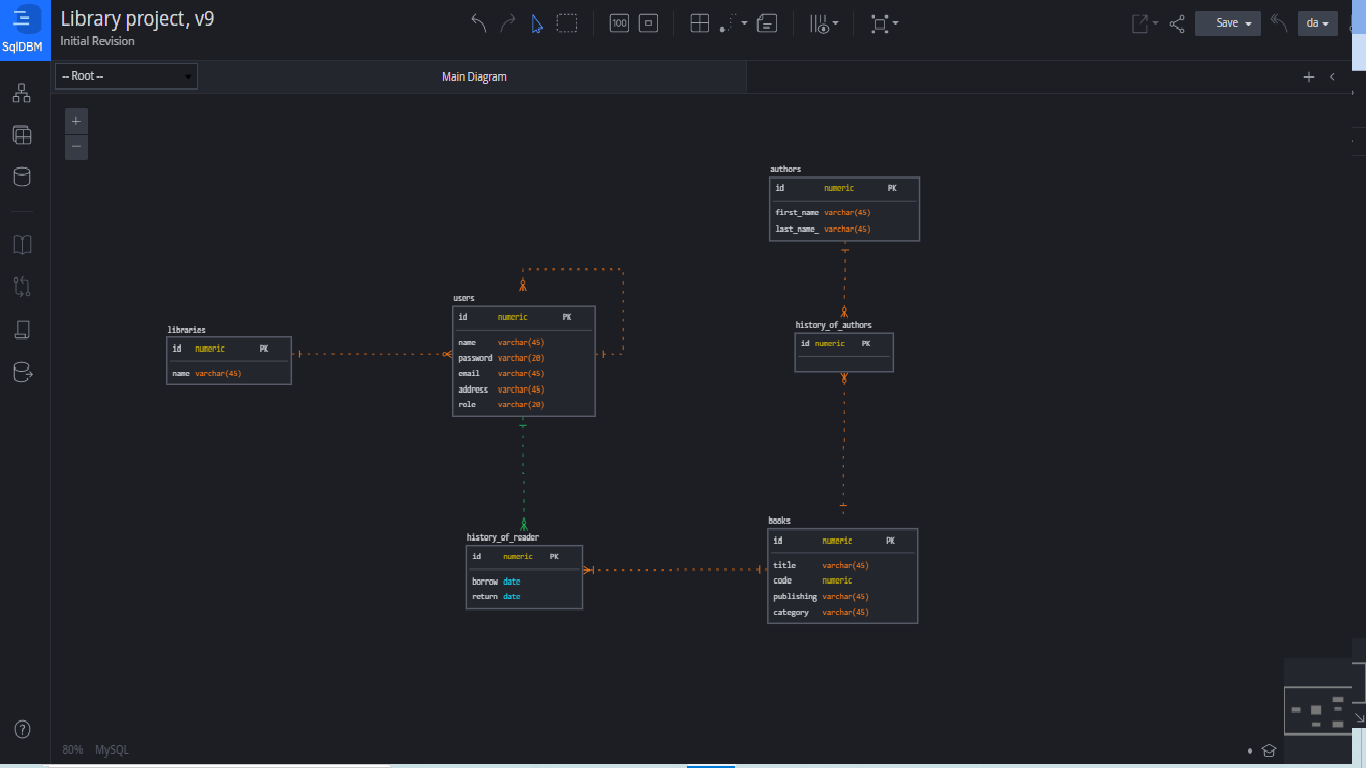 Library project, v9
Initial Revision
SqlDBM
100
Save
da
-- Root --
Main Diagram
authors
id numeric PK
first_name varchar(45)
last_name_ varchar(45)
users
id numeric PK
name varchar(45)
password varchar(20)
email varchar(45)
address varchar(45)
role varchar(20)
libraries
id numeric PK
name varchar(45)
history_of_authors
id numeric PK
history_of_reader
id numeric PK
borrow date
return date
books
id numeric PK
title varchar(45)
code numeric
publishing varchar(45)
category varchar(45)
80% MySQL